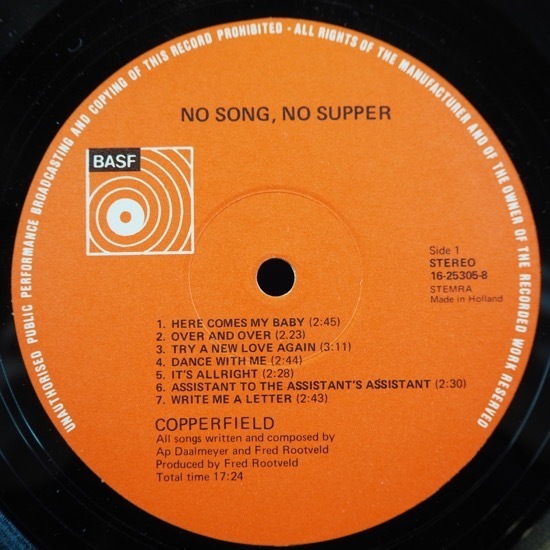 UNAUTHORISED PUBLIC PERFORMANCE BROADCASTING AND COPYING OF THIS RECORD PROHIBITED · ALL RIGHTS OF THE MANUFACTURER AND OF THE OWNER OF THE RECORDED WORK RESERVED
NO SONG, NO SUPPER
BASF
Side 1
STEREO
16-25305-8
STEMRA
Made in Holland
1. HERE COMES MY BABY (2:45)
2. OVER AND OVER (2.23)
3. TRY A NEW LOVE AGAIN (3:11)
4. DANCE WITH ME (2:44)
5. IT'S ALLRIGHT (2:28)
6. ASSISTANT TO THE ASSISTANT'S ASSISTANT (2:30)
7. WRITE ME A LETTER (2:43)
COPPERFIELD
All songs written and composed by
Ap Daalmeyer and Fred Rootveld
Produced by Fred Rootveld
Total time 17:24